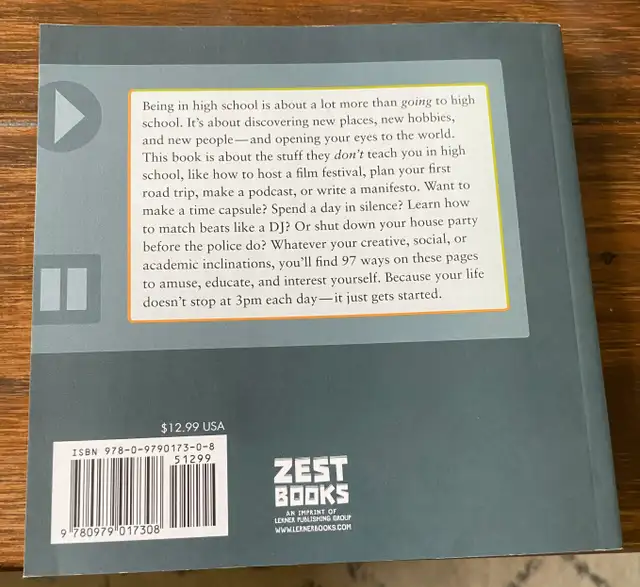 Being in high school is about a lot more than going to high
school. It's about discovering new places, new hobbies,
and new people—and opening your eyes to the world.
This book is about the stuff they don't teach you in high
school, like how to host a film festival, plan your first
road trip, make a podcast, or write a manifesto. Want to
make a time capsule? Spend a day in silence? Learn how
to match beats like a DJ? Or shut down your house party
before the police do? Whatever your creative, social, or
academic inclinations, you'll find 97 ways on these pages
to amuse, educate, and interest yourself. Because your life
doesn't stop at 3pm each day—it just gets started.
$12.99 USA
ISBN 978-0-9790173-0-8
51299
9 780979 017308
ZEST
BOOKS
AN IMPRINT OF
LERNER PUBLISHING GROUP
WWW.LERNERBOOKS.COM